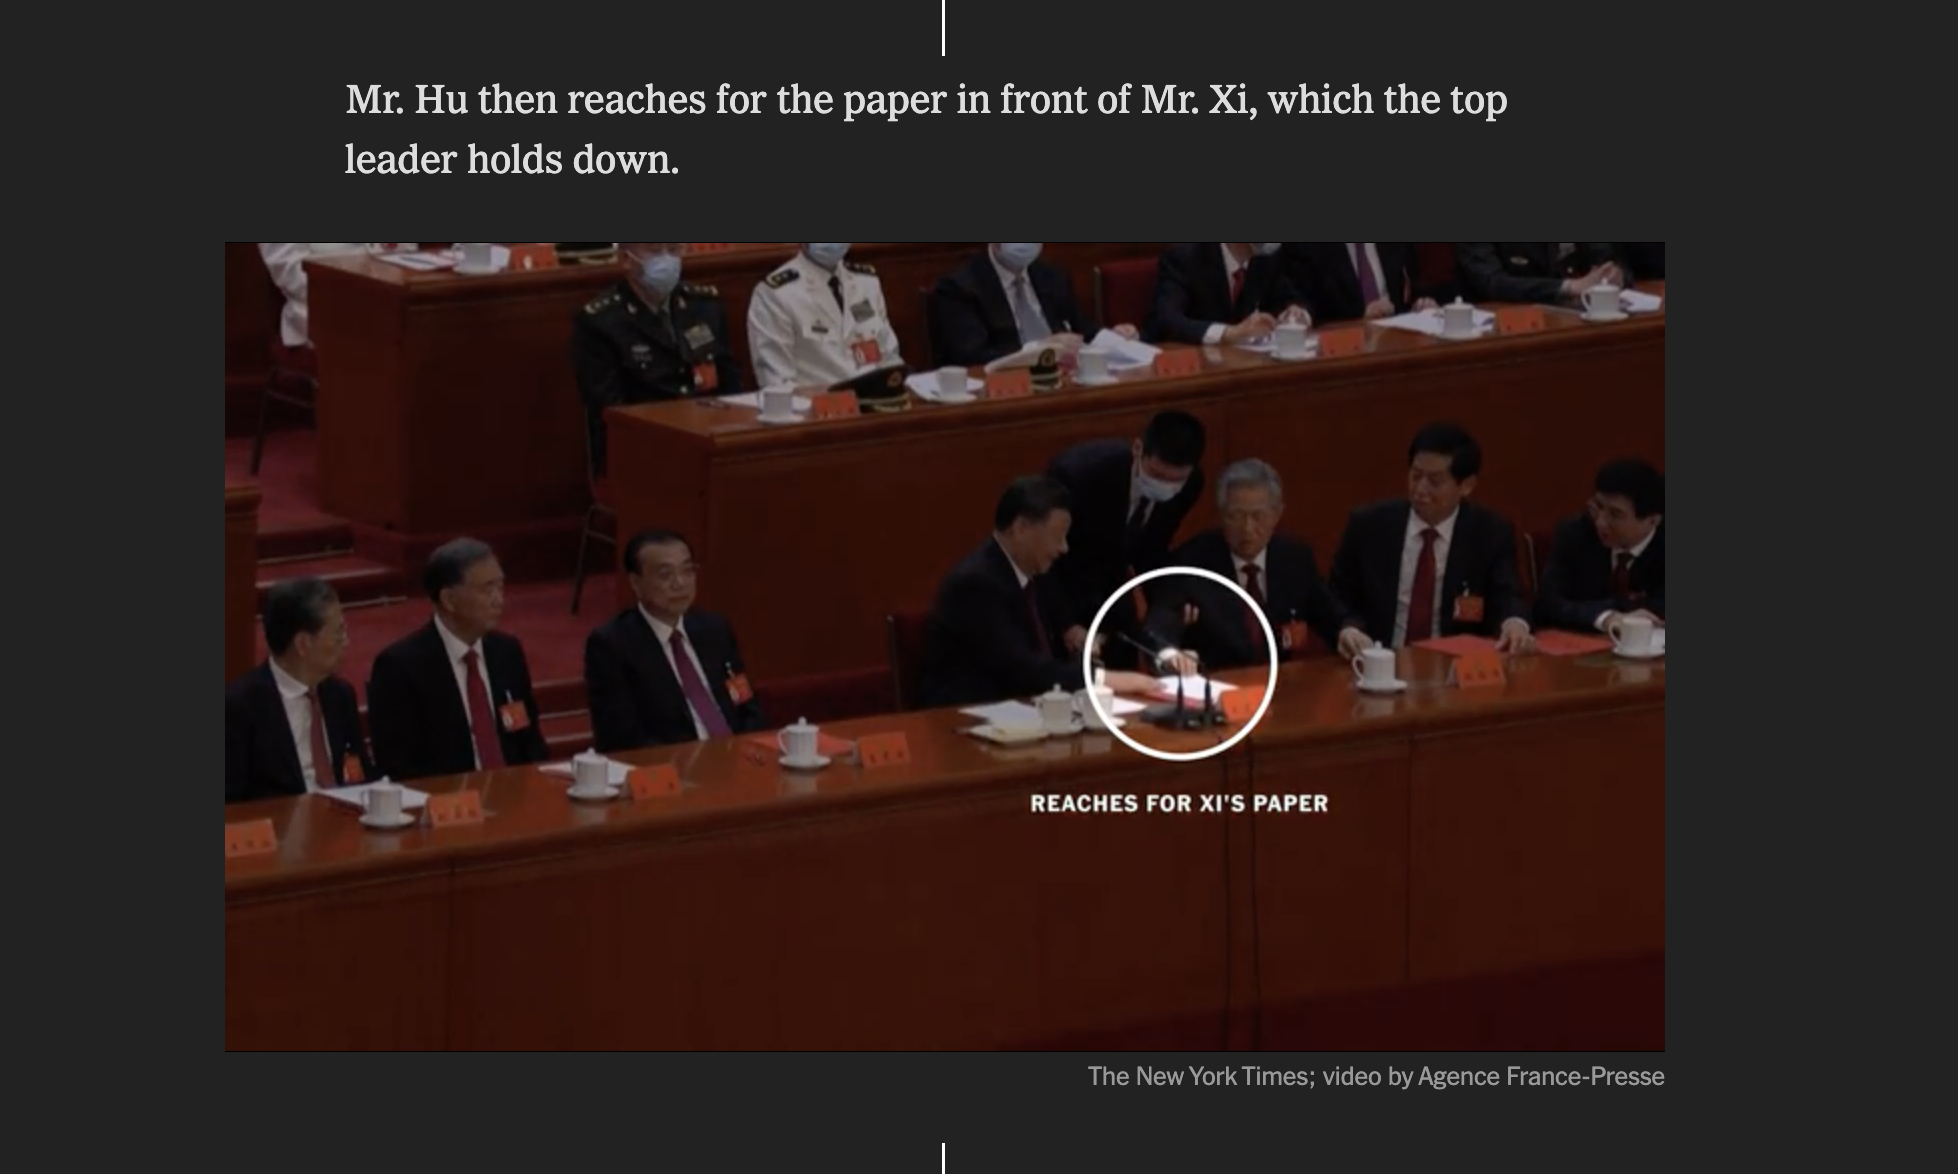 Mr. Hu then reaches for the paper in front of Mr. Xi, which the top
leader holds down.
REACHES FOR XI'S PAPER
The New York Times; video by Agence France-Presse